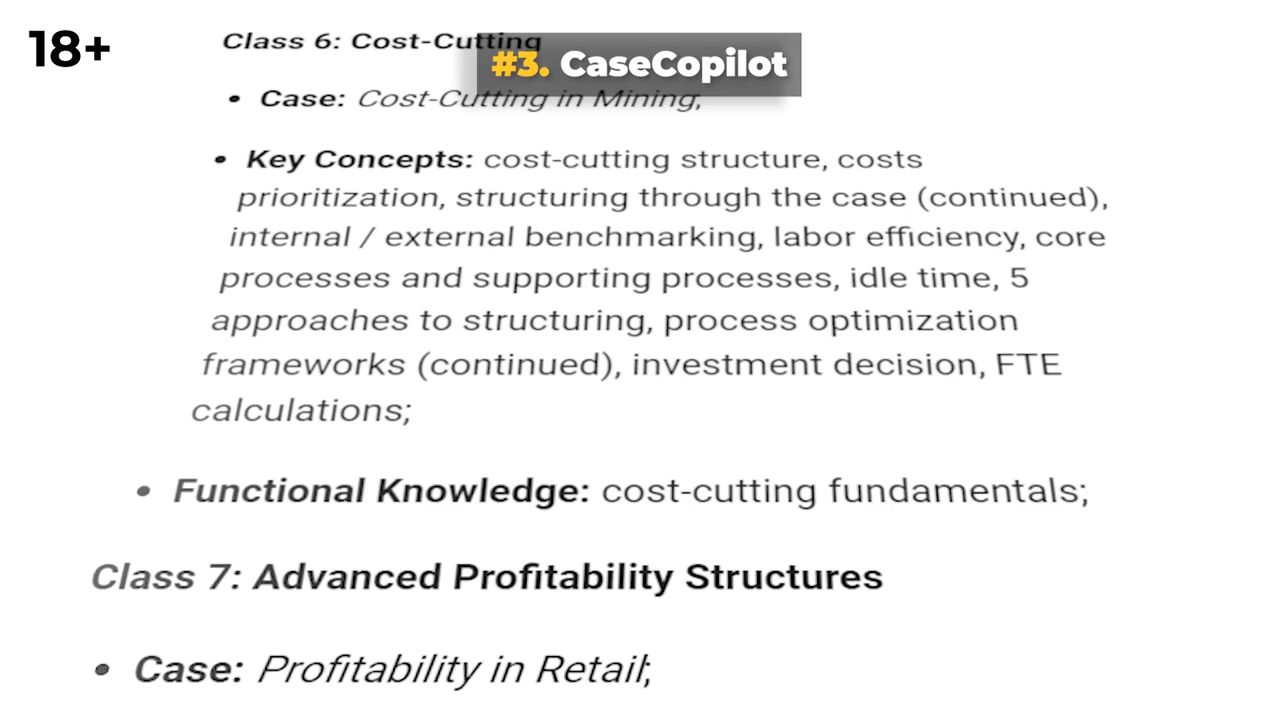 18+
#3. CaseCopilot
Class 6: Cost-Cutting
• Case: Cost-Cutting in Mining;
• Key Concepts: cost-cutting structure, costs
prioritization, structuring through the case (continued),
internal / external benchmarking, labor efficiency, core
processes and supporting processes, idle time, 5
approaches to structuring, process optimization
frameworks (continued), investment decision, FTE
calculations;
• Functional Knowledge: cost-cutting fundamentals;
Class 7: Advanced Profitability Structures
• Case: Profitability in Retail;